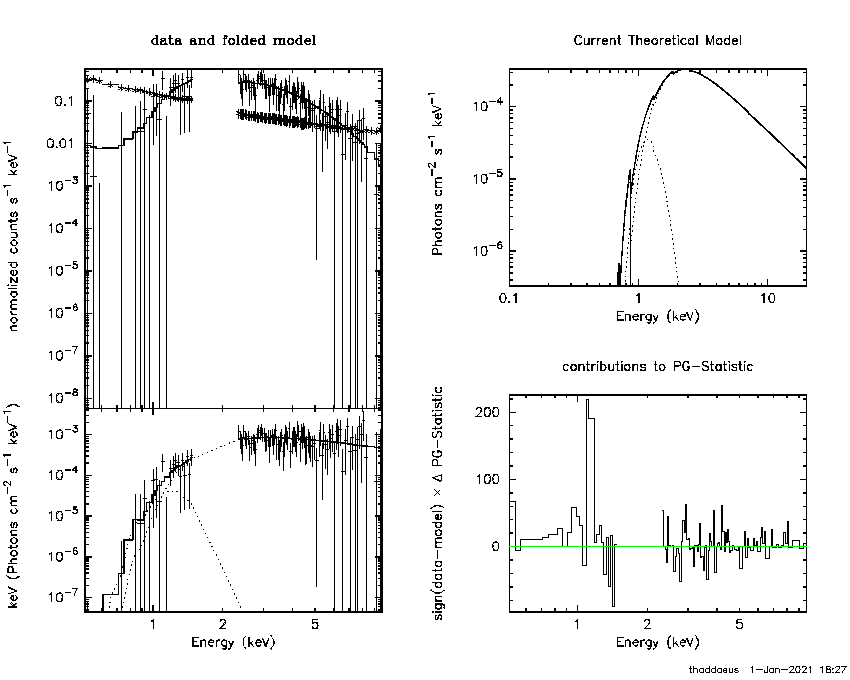 data and folded model
normalized counts s⁻¹ keV⁻¹
0.1
0.01
10⁻³
10⁻⁴
10⁻⁵
10⁻⁶
10⁻⁷
10⁻⁸
keV (Photons cm⁻² s⁻¹ keV⁻¹)
10⁻³
10⁻⁴
10⁻⁵
10⁻⁶
10⁻⁷
1 2 5
Energy (keV)
Current Theoretical Model
Photons cm⁻² s⁻¹ keV⁻¹
10⁻⁴
10⁻⁵
10⁻⁶
0.1 1 10
Energy (keV)
contributions to PG-Statistic
sign(data-model) × Δ PG-Statistic
200
100
0
1 2 5
Energy (keV)
thaddaeus 1-Jan-2021 18:27